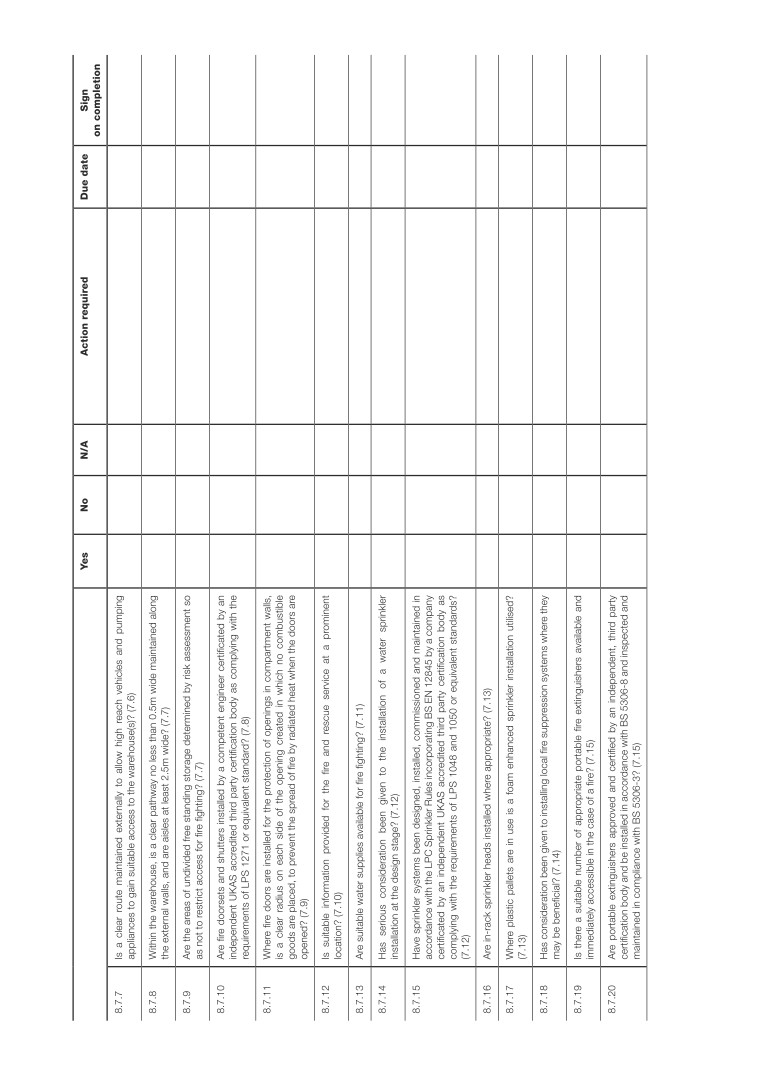 Yes No N/A Action required Due date Sign
on completion
8.7.7 Is a clear route maintained externally to allow high reach vehicles and pumping
appliances to gain suitable access to the warehouse(s)? (7.6)
8.7.8 Within the warehouse, is a clear pathway no less than 0.5m wide maintained along
the external walls, and are aisles at least 2.5m wide? (7.7)
8.7.9 Are the areas of undivided free standing storage determined by risk assessment so
as not to restrict access for fire fighting? (7.7)
8.7.10 Are fire doorsets and shutters installed by a competent engineer certificated by an
independent UKAS accredited third party certification body as complying with the
requirements of LPS 1271 or equivalent standard? (7.8)
8.7.11 Where fire doors are installed for the protection of openings in compartment walls,
is a clear radius on each side of the opening created in which no combustible
goods are placed, to prevent the spread of fire by radiated heat when the doors are
opened? (7.9)
8.7.12 Is suitable information provided for the fire and rescue service at a prominent
location? (7.10)
8.7.13 Are suitable water supplies available for fire fighting? (7.11)
8.7.14 Has serious consideration been given to the installation of a water sprinkler
installation at the design stage? (7.12)
8.7.15 Have sprinkler systems been designed, installed, commissioned and maintained in
accordance with the LPC Sprinkler Rules incorporating BS EN 12845 by a company
certificated by an independent UKAS accredited third party certification body as
complying with the requirements of LPS 1048 and 1050 or equivalent standards?
(7.12)
8.7.16 Are in-rack sprinkler heads installed where appropriate? (7.13)
8.7.17 Where plastic pallets are in use is a foam enhanced sprinkler installation utilised?
(7.13)
8.7.18 Has consideration been given to installing local fire suppression systems where they
may be beneficial? (7.14)
8.7.19 Is there a suitable number of appropriate portable fire extinguishers available and
immediately accessible in the case of a fire? (7.15)
8.7.20 Are portable extinguishers approved and certified by an independent, third party
certification body and be installed in accordance with BS 5306-8 and inspected and
maintained in compliance with BS 5306-3? (7.15)